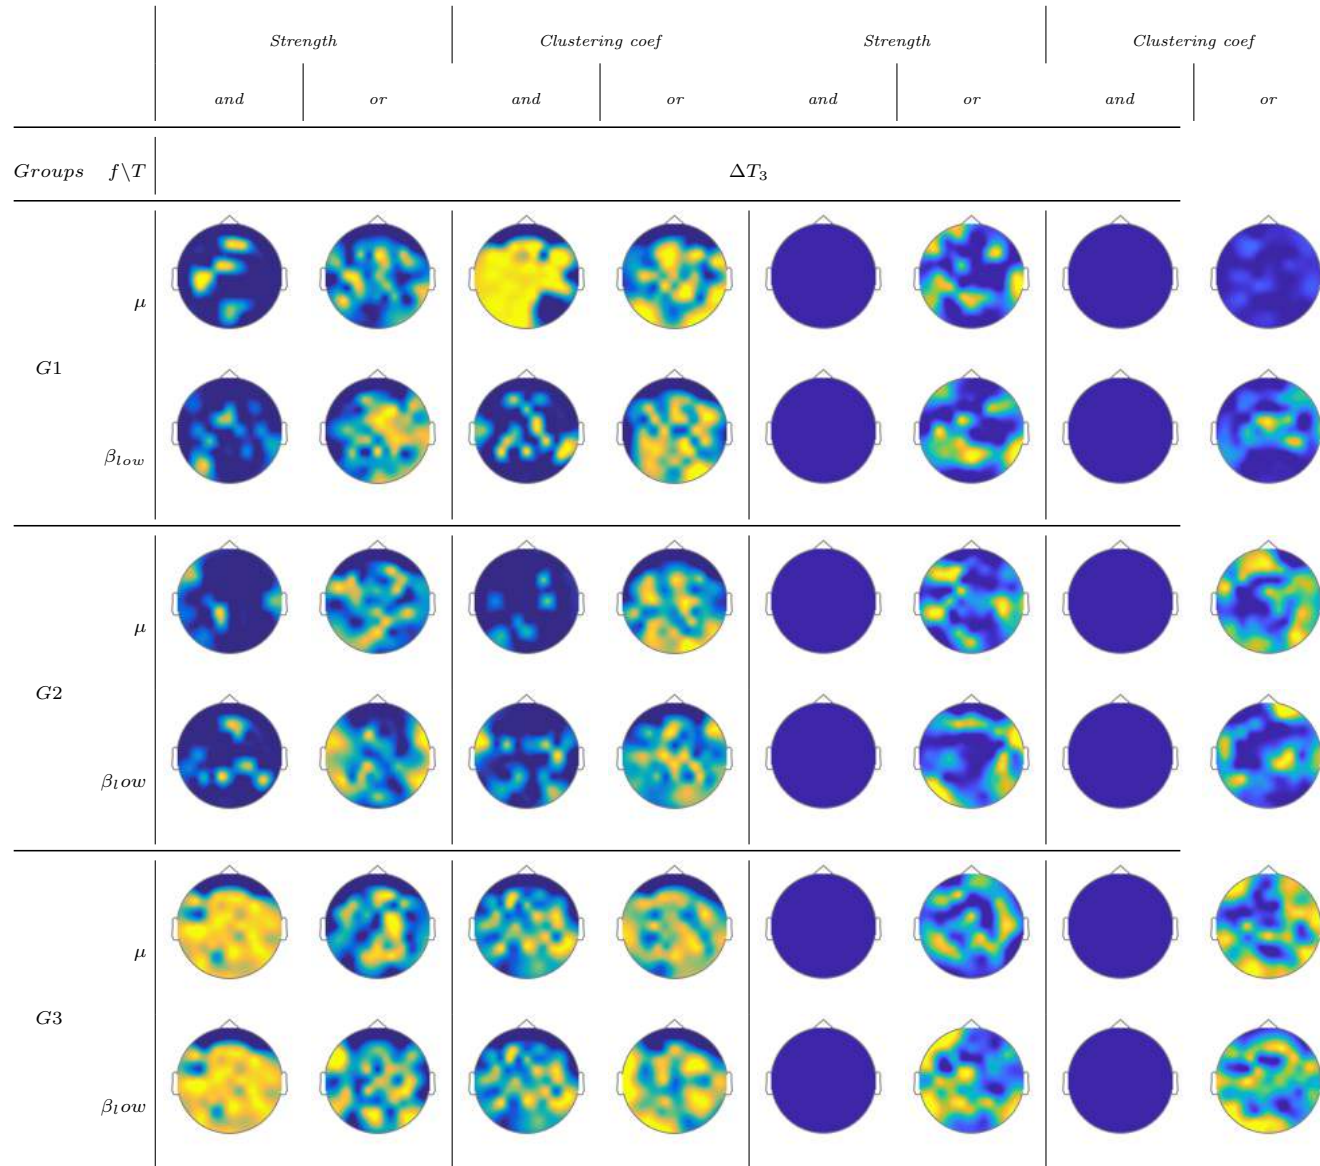 Strength Clustering coef Strength Clustering coef
and or and or and or and or
Groups f\T ΔT₃
μ
G1
βₗₒw
μ
G2
βₗow
μ
G3
βₗow